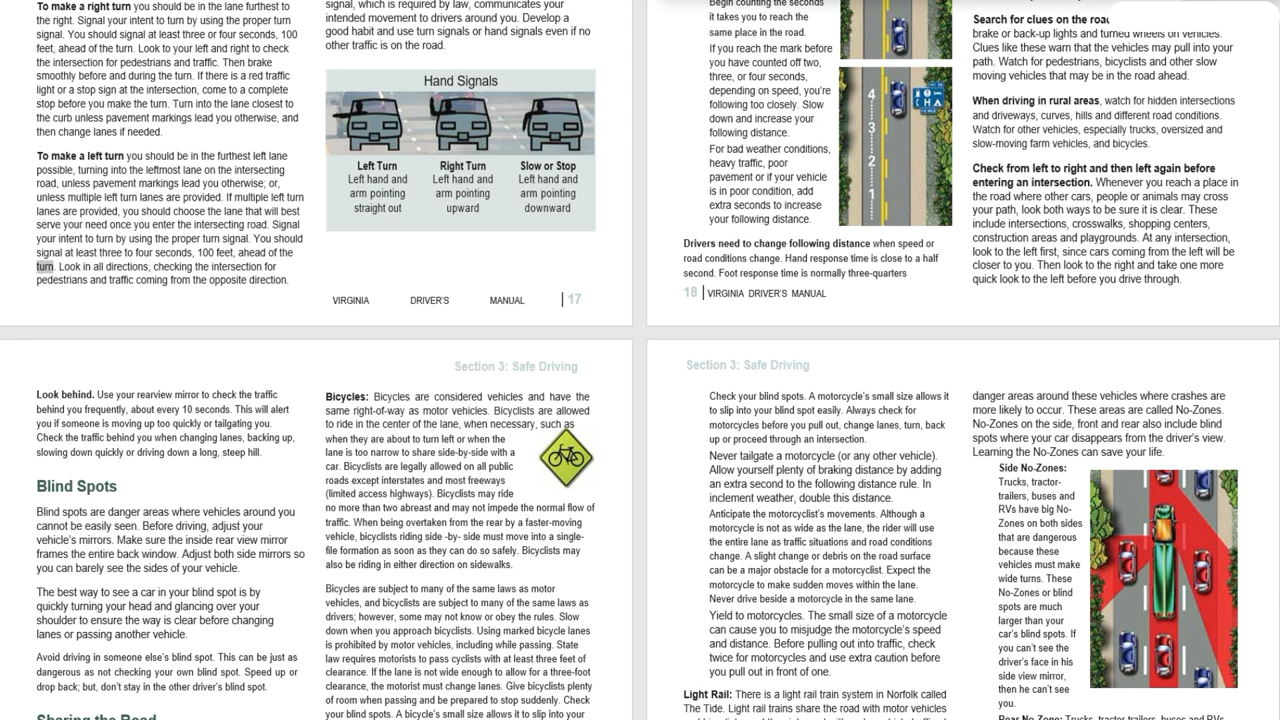 To make a right turn you should be in the lane furthest to
the right. Signal your intent to turn by using the proper turn
signal. You should signal at least three or four seconds, 100
feet, ahead of the turn. Look to your left and right to check
the intersection for pedestrians and traffic. Then brake
smoothly before and during the turn. If there is a red traffic
light or a stop sign at the intersection, come to a complete
stop before you make the turn. Turn into the lane closest to
the curb unless pavement markings lead you otherwise, and
then change lanes if needed.
To make a left turn you should be in the furthest left lane
possible, turning into the leftmost lane on the intersecting
road, unless pavement markings lead you otherwise; or,
unless multiple left turn lanes are provided. If multiple left turn
lanes are provided, you should choose the lane that will best
serve your need once you enter the intersecting road. Signal
your intent to turn by using the proper turn signal. You should
signal at least three to four seconds, 100 feet, ahead of the
turn. Look in all directions, checking the intersection for
pedestrians and traffic coming from the opposite direction.
signal, which is required by law, communicates your
intended movement to drivers around you. Develop a
good habit and use turn signals or hand signals even if no
other traffic is on the road.
Hand Signals
Left Turn
Left hand and
arm pointing
straight out
Right Turn
Left hand and
arm pointing
upward
Slow or Stop
Left hand and
arm pointing
downward
VIRGINIA DRIVER'S MANUAL | 17
Begin counting the seconds
it takes you to reach the
same place in the road.
If you reach the mark before
you have counted off two,
three, or four seconds,
depending on speed, you're
following too closely. Slow
down and increase your
following distance.
For bad weather conditions,
heavy traffic, poor
pavement or if your vehicle
is in poor condition, add
extra seconds to increase
your following distance.
4
3
2
1
Drivers need to change following distance when speed or
road conditions change. Hand response time is close to a half
second. Foot response time is normally three-quarters
18 | VIRGINIA DRIVER'S MANUAL
Search for clues on the road
brake or back-up lights and turned wheels on vehicles.
Clues like these warn that the vehicles may pull into your
path. Watch for pedestrians, bicyclists and other slow
moving vehicles that may be in the road ahead.
When driving in rural areas, watch for hidden intersections
and driveways, curves, hills and different road conditions.
Watch for other vehicles, especially trucks, oversized and
slow-moving farm vehicles, and bicycles.
Check from left to right and then left again before
entering an intersection. Whenever you reach a place in
the road where other cars, people or animals may cross
your path, look both ways to be sure it is clear. These
include intersections, crosswalks, shopping centers,
construction areas and playgrounds. At any intersection,
look to the left first, since cars coming from the left will be
closer to you. Then look to the right and take one more
quick look to the left before you drive through.
Section 3: Safe Driving
Look behind. Use your rearview mirror to check the traffic
behind you frequently, about every 10 seconds. This will alert
you if someone is moving up too quickly or tailgating you.
Check the traffic behind you when changing lanes, backing up,
slowing down quickly or driving down a long, steep hill.
Blind Spots
Blind spots are danger areas where vehicles around you
cannot be easily seen. Before driving, adjust your
vehicle's mirrors. Make sure the inside rear view mirror
frames the entire back window. Adjust both side mirrors so
you can barely see the sides of your vehicle.
The best way to see a car in your blind spot is by
quickly turning your head and glancing over your
shoulder to ensure the way is clear before changing
lanes or passing another vehicle.
Avoid driving in someone else's blind spot. This can be just as
dangerous as not checking your own blind spot. Speed up or
drop back; but, don't stay in the other driver's blind spot.
Sharing the Road
Bicycles: Bicycles are considered vehicles and have the
same right-of-way as motor vehicles. Bicyclists are allowed
to ride in the center of the lane, when necessary, such as
when they are about to turn left or when the
lane is too narrow to share side-by-side with a
car. Bicyclists are legally allowed on all public
roads except interstates and most freeways
(limited access highways). Bicyclists may ride
no more than two abreast and may not impede the normal flow of
traffic. When being overtaken from the rear by a faster-moving
vehicle, bicyclists riding side -by- side must move into a single-
file formation as soon as they can do so safely. Bicyclists may
also be riding in either direction on sidewalks.
Bicycles are subject to many of the same laws as motor
vehicles, and bicyclists are subject to many of the same laws as
drivers; however, some may not know or obey the rules. Slow
down when you approach bicyclists. Using marked bicycle lanes
is prohibited by motor vehicles, including while passing. State
law requires motorists to pass cyclists with at least three feet of
clearance. If the lane is not wide enough to allow for a three-foot
clearance, the motorist must change lanes. Give bicyclists plenty
of room when passing and be prepared to stop suddenly. Check
your blind spots. A bicycle's small size allows it to slip into your
Section 3: Safe Driving
Check your blind spots. A motorcycle's small size allows it
to slip into your blind spot easily. Always check for
motorcycles before you pull out, change lanes, turn, back
up or proceed through an intersection.
Never tailgate a motorcycle (or any other vehicle).
Allow yourself plenty of braking distance by adding
an extra second to the following distance rule. In
inclement weather, double this distance.
Anticipate the motorcyclist's movements. Although a
motorcycle is not as wide as the lane, the rider will use
the entire lane as traffic situations and road conditions
change. A slight change or debris on the road surface
can be a major obstacle for a motorcyclist. Expect the
motorcycle to make sudden moves within the lane.
Never drive beside a motorcycle in the same lane.
Yield to motorcycles. The small size of a motorcycle
can cause you to misjudge the motorcycle's speed
and distance. Before pulling out into traffic, check
twice for motorcycles and use extra caution before
you pull out in front of one.
Light Rail: There is a light rail train system in Norfolk called
The Tide. Light rail trains share the road with motor vehicles
danger areas around these vehicles where crashes are
more likely to occur. These areas are called No-Zones.
No-Zones on the side, front and rear also include blind
spots where your car disappears from the driver's view.
Learning the No-Zones can save your life.
Side No-Zones:
Trucks, tractor-
trailers, buses and
RVs have big No-
Zones on both sides
that are dangerous
because these
vehicles must make
wide turns. These
No-Zones or blind
spots are much
larger than your
car's blind spots. If
you can't see the
driver's face in his
side view mirror,
then he can't see
you.
Rear No-Zone: Trucks, tractor-trailers, buses and RVs